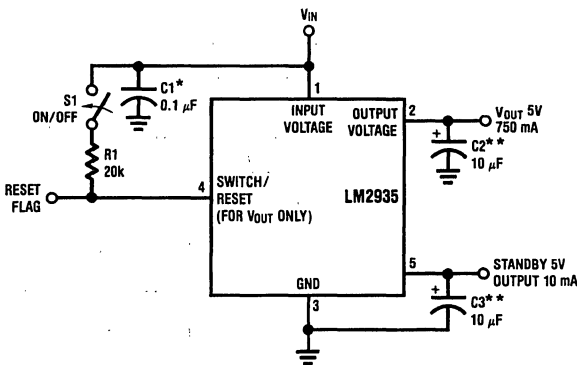 VIN
S1
ON/OFF
C1*
0.1 µF
1
INPUT
VOLTAGE
OUTPUT
VOLTAGE
2
VOUT 5V
750 mA
+
C2**
10 µF
R1
20k
RESET
FLAG
4
SWITCH/
RESET
(FOR VOUT ONLY)
LM2935
5
STANDBY 5V
OUTPUT 10 mA
+
C3**
10 µF
GND
3